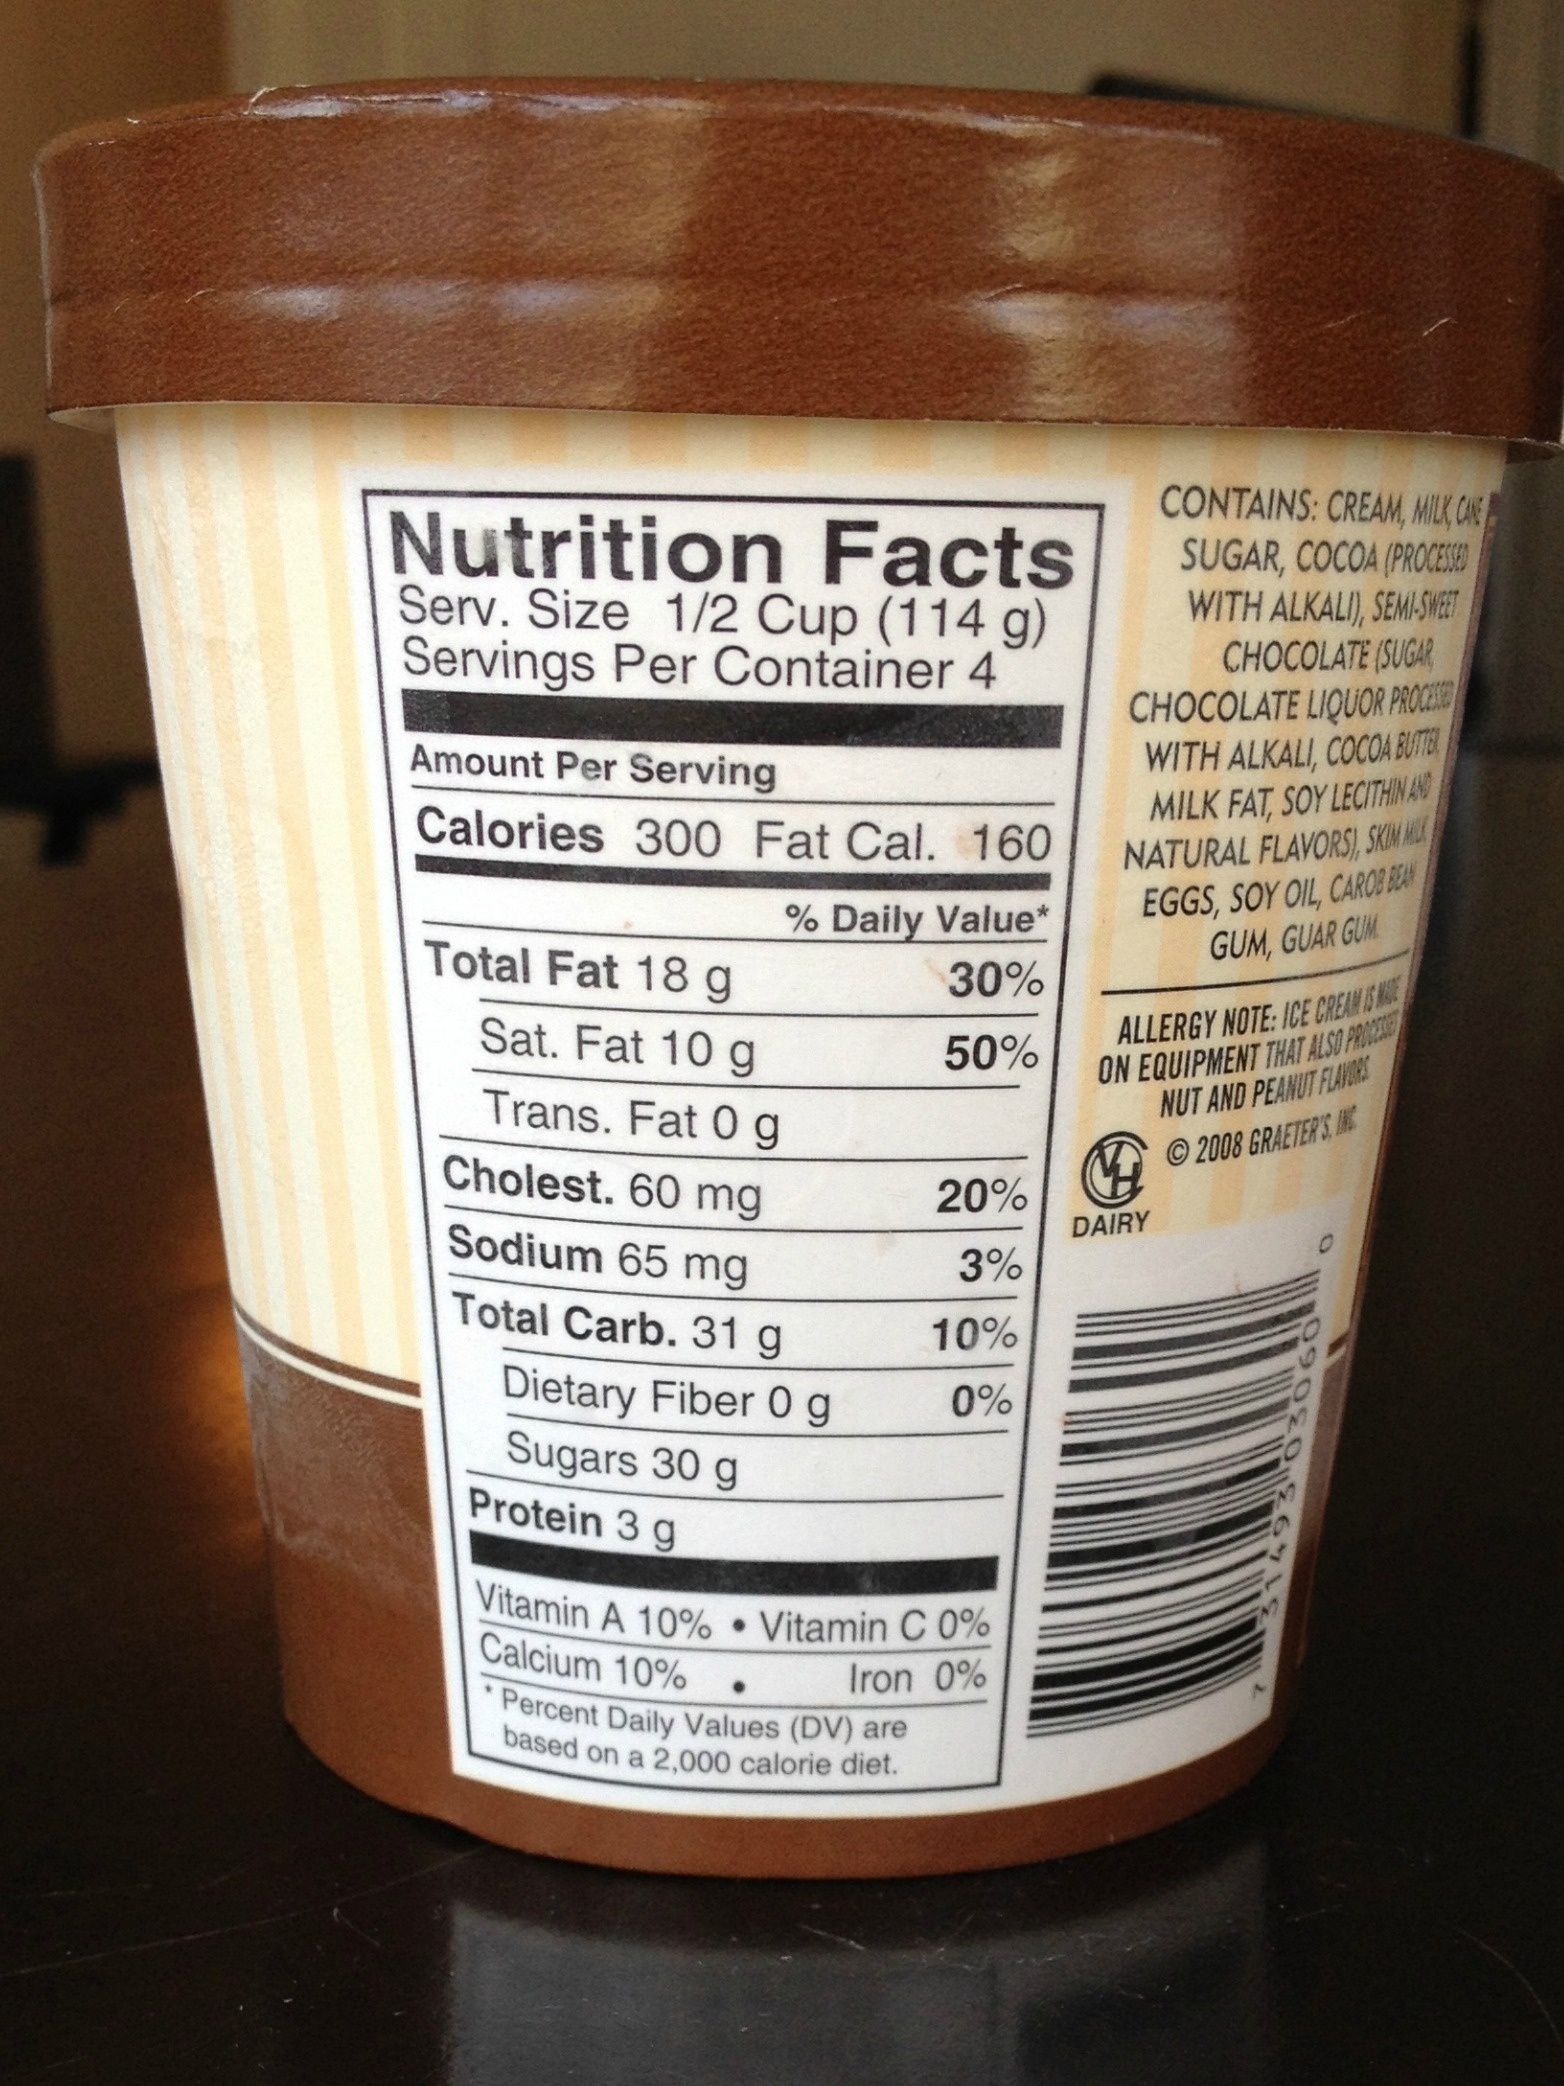 Nutrition Facts
Serv. Size 1/2 Cup (114 g)
Servings Per Container 4
Amount Per Serving
Calories 300 Fat Cal. 160
% Daily Value*
Total Fat 18 g 30%
Sat. Fat 10 g 50%
Trans. Fat 0 g
Cholest. 60 mg 20%
Sodium 65 mg 3%
Total Carb. 31 g 10%
Dietary Fiber 0 g 0%
Sugars 30 g
Protein 3 g
Vitamin A 10% • Vitamin C 0%
Calcium 10% • Iron 0%
* Percent Daily Values (DV) are
based on a 2,000 calorie diet.
CONTAINS: CREAM, MILK, CANE
SUGAR, COCOA (PROCESSED
WITH ALKALI), SEMI-SWEET
CHOCOLATE (SUGAR,
CHOCOLATE LIQUOR PROCESSED
WITH ALKALI, COCOA BUTTER,
MILK FAT, SOY LECITHIN AND
NATURAL FLAVORS), SKIM MILK,
EGGS, SOY OIL, CAROB BEAN
GUM, GUAR GUM.
ALLERGY NOTE: ICE CREAM IS MADE
ON EQUIPMENT THAT ALSO PROCESSES
NUT AND PEANUT FLAVORS.
© 2008 GRAETER'S, INC.
VH
DAIRY
7 31493 03060 0